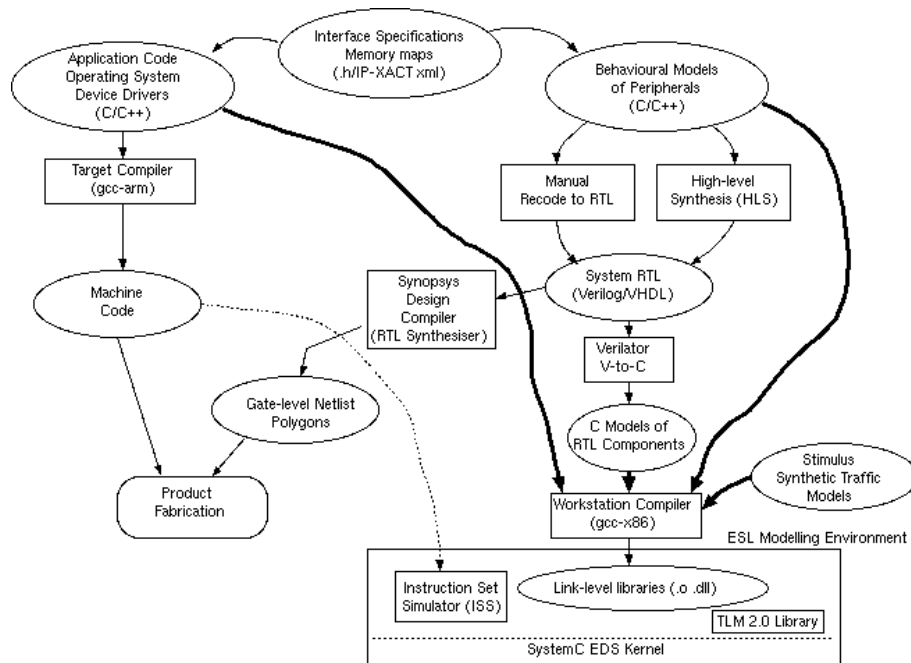 Interface Specifications
Memory maps
(.h/IP-XACT xml)
Application Code
Operating System
Device Drivers
(C/C++)
Behavioural Models
of Peripherals
(C/C++)
Target Compiler
(gcc-arm)
Manual
Recode to RTL
High-level
Synthesis (HLS)
System RTL
(Verilog/VHDL)
Synopsys
Design
Compiler
(RTL Synthesiser)
Machine
Code
Verilator
V-to-C
Gate-level Netlist
Polygons
C Models of
RTL Components
Stimulus
Synthetic Traffic
Models
Product
Fabrication
Workstation Compiler
(gcc-x86)
ESL Modelling Environment
Instruction Set
Simulator (ISS)
Link-level libraries (.o .dll)
TLM 2.0 Library
SystemC EDS Kernel